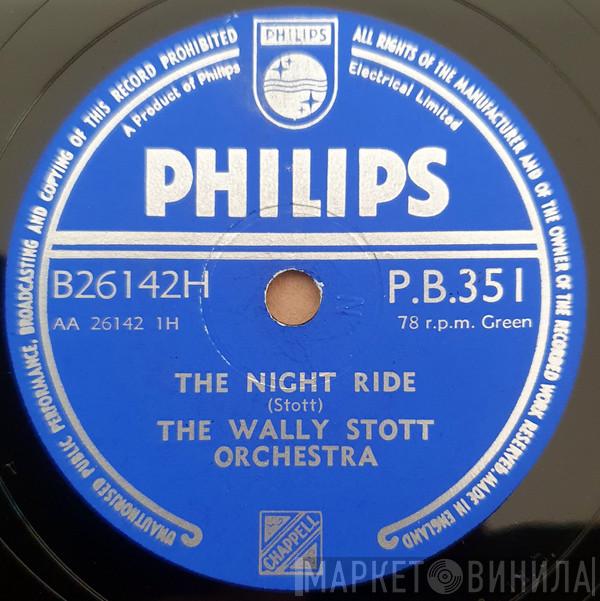 UNAUTHORISED PUBLIC PERFORMANCE, BROADCASTING AND COPYING OF THIS RECORD PROHIBITED
ALL RIGHTS OF THE MANUFACTURER AND OF THE OWNER OF THE RECORDED WORK RESERVED. MADE IN ENGLAND
A Product of Philips
Electrical Limited
PHILIPS
PHILIPS
B26142H
P.B.351
AA 26142 1H
78 r.p.m. Green
THE NIGHT RIDE
(Stott)
THE WALLY STOTT
ORCHESTRA
CHAPPELL
МАРКЕТ ВИНИЛА